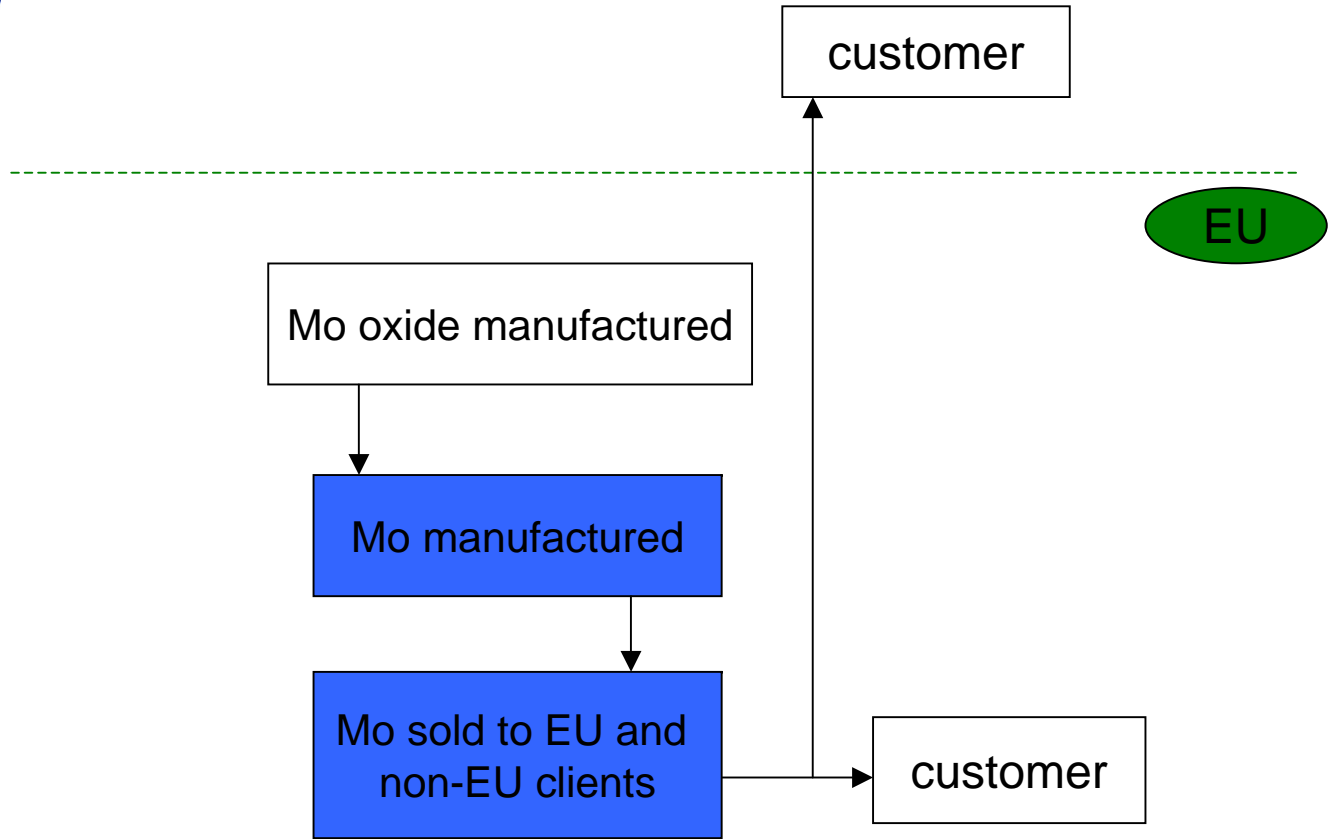 customer
EU
Mo oxide manufactured
Mo manufactured
Mo sold to EU and
non-EU clients
customer